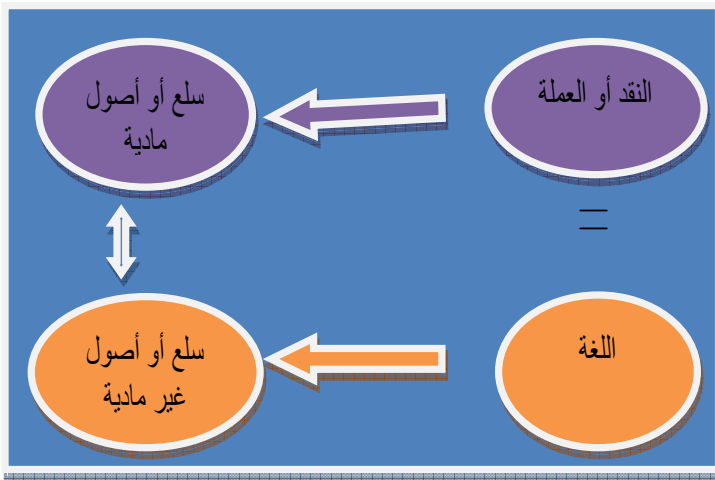 النقد أو العملة
سلع أو أصول
مادية
=
اللغة
سلع أو أصول
غير مادية